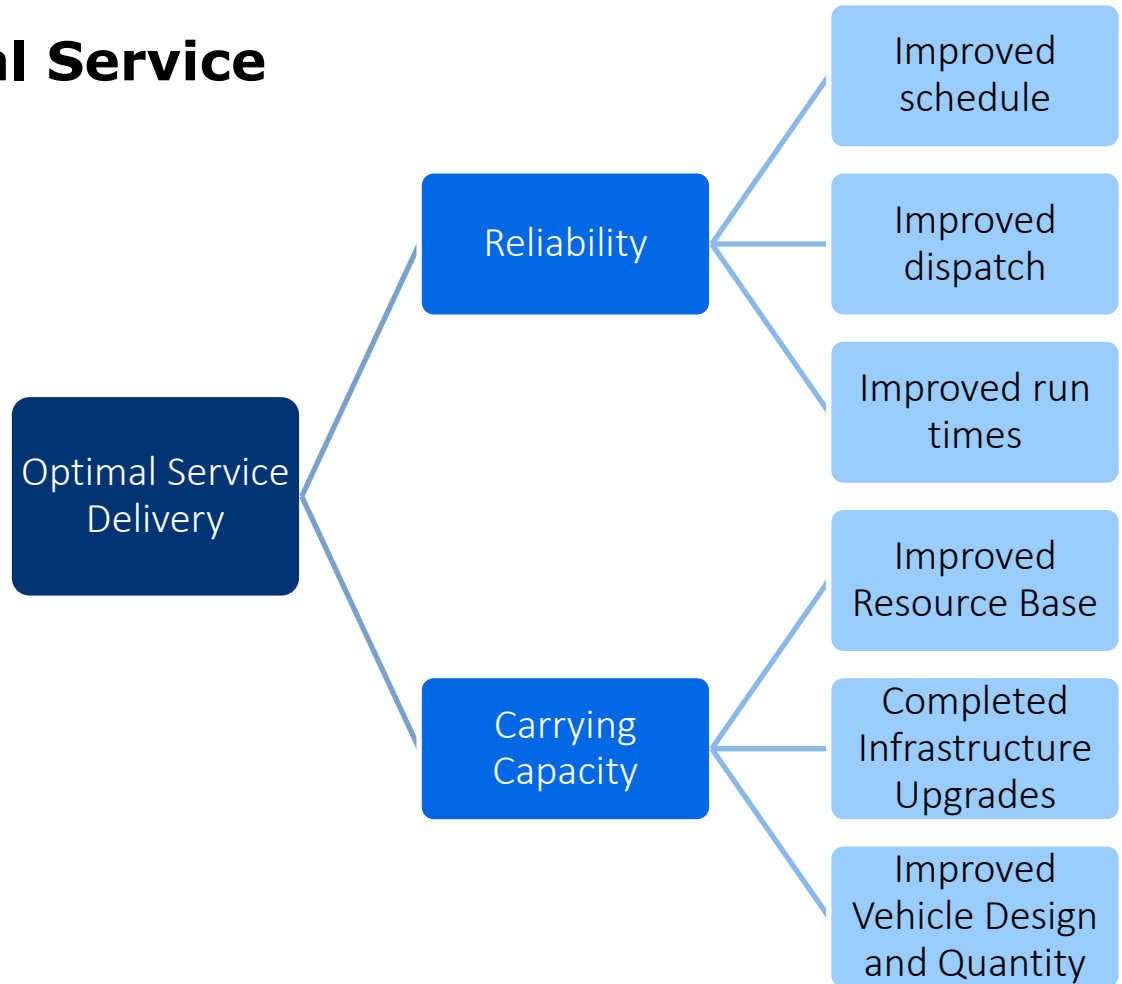 al Service
Improved
schedule
Reliability
Improved
dispatch
Improved run
times
Optimal Service
Delivery
Improved
Resource Base
Carrying
Capacity
Completed
Infrastructure
Upgrades
Improved
Vehicle Design
and Quantity